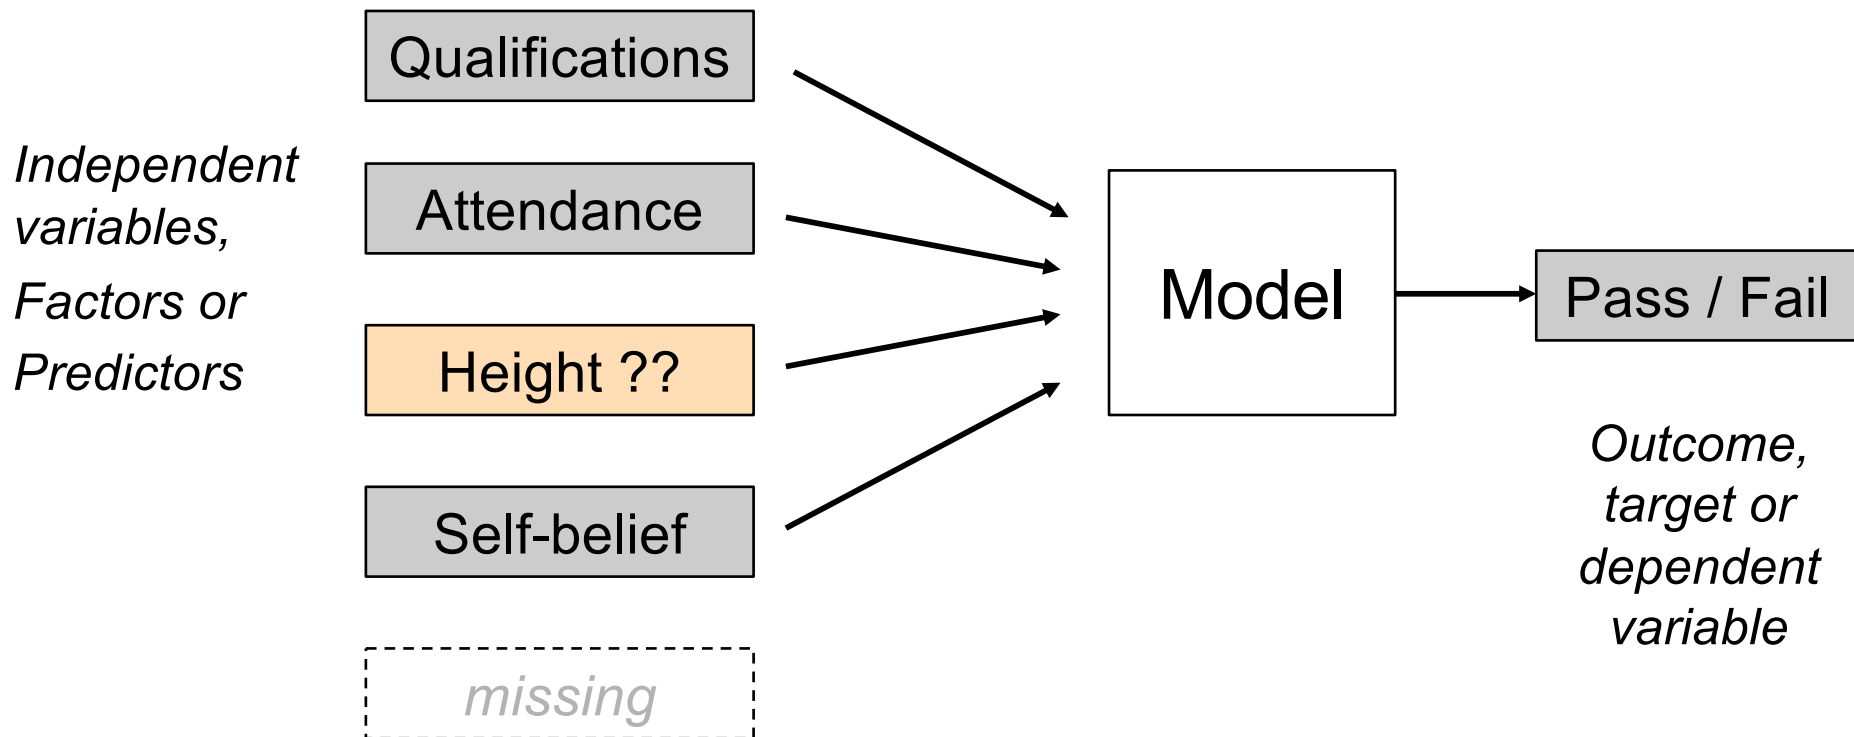 Independent
variables,
Factors or
Predictors
Qualifications
Attendance
Height ??
Self-belief
missing
Model
Pass / Fail
Outcome,
target or
dependent
variable